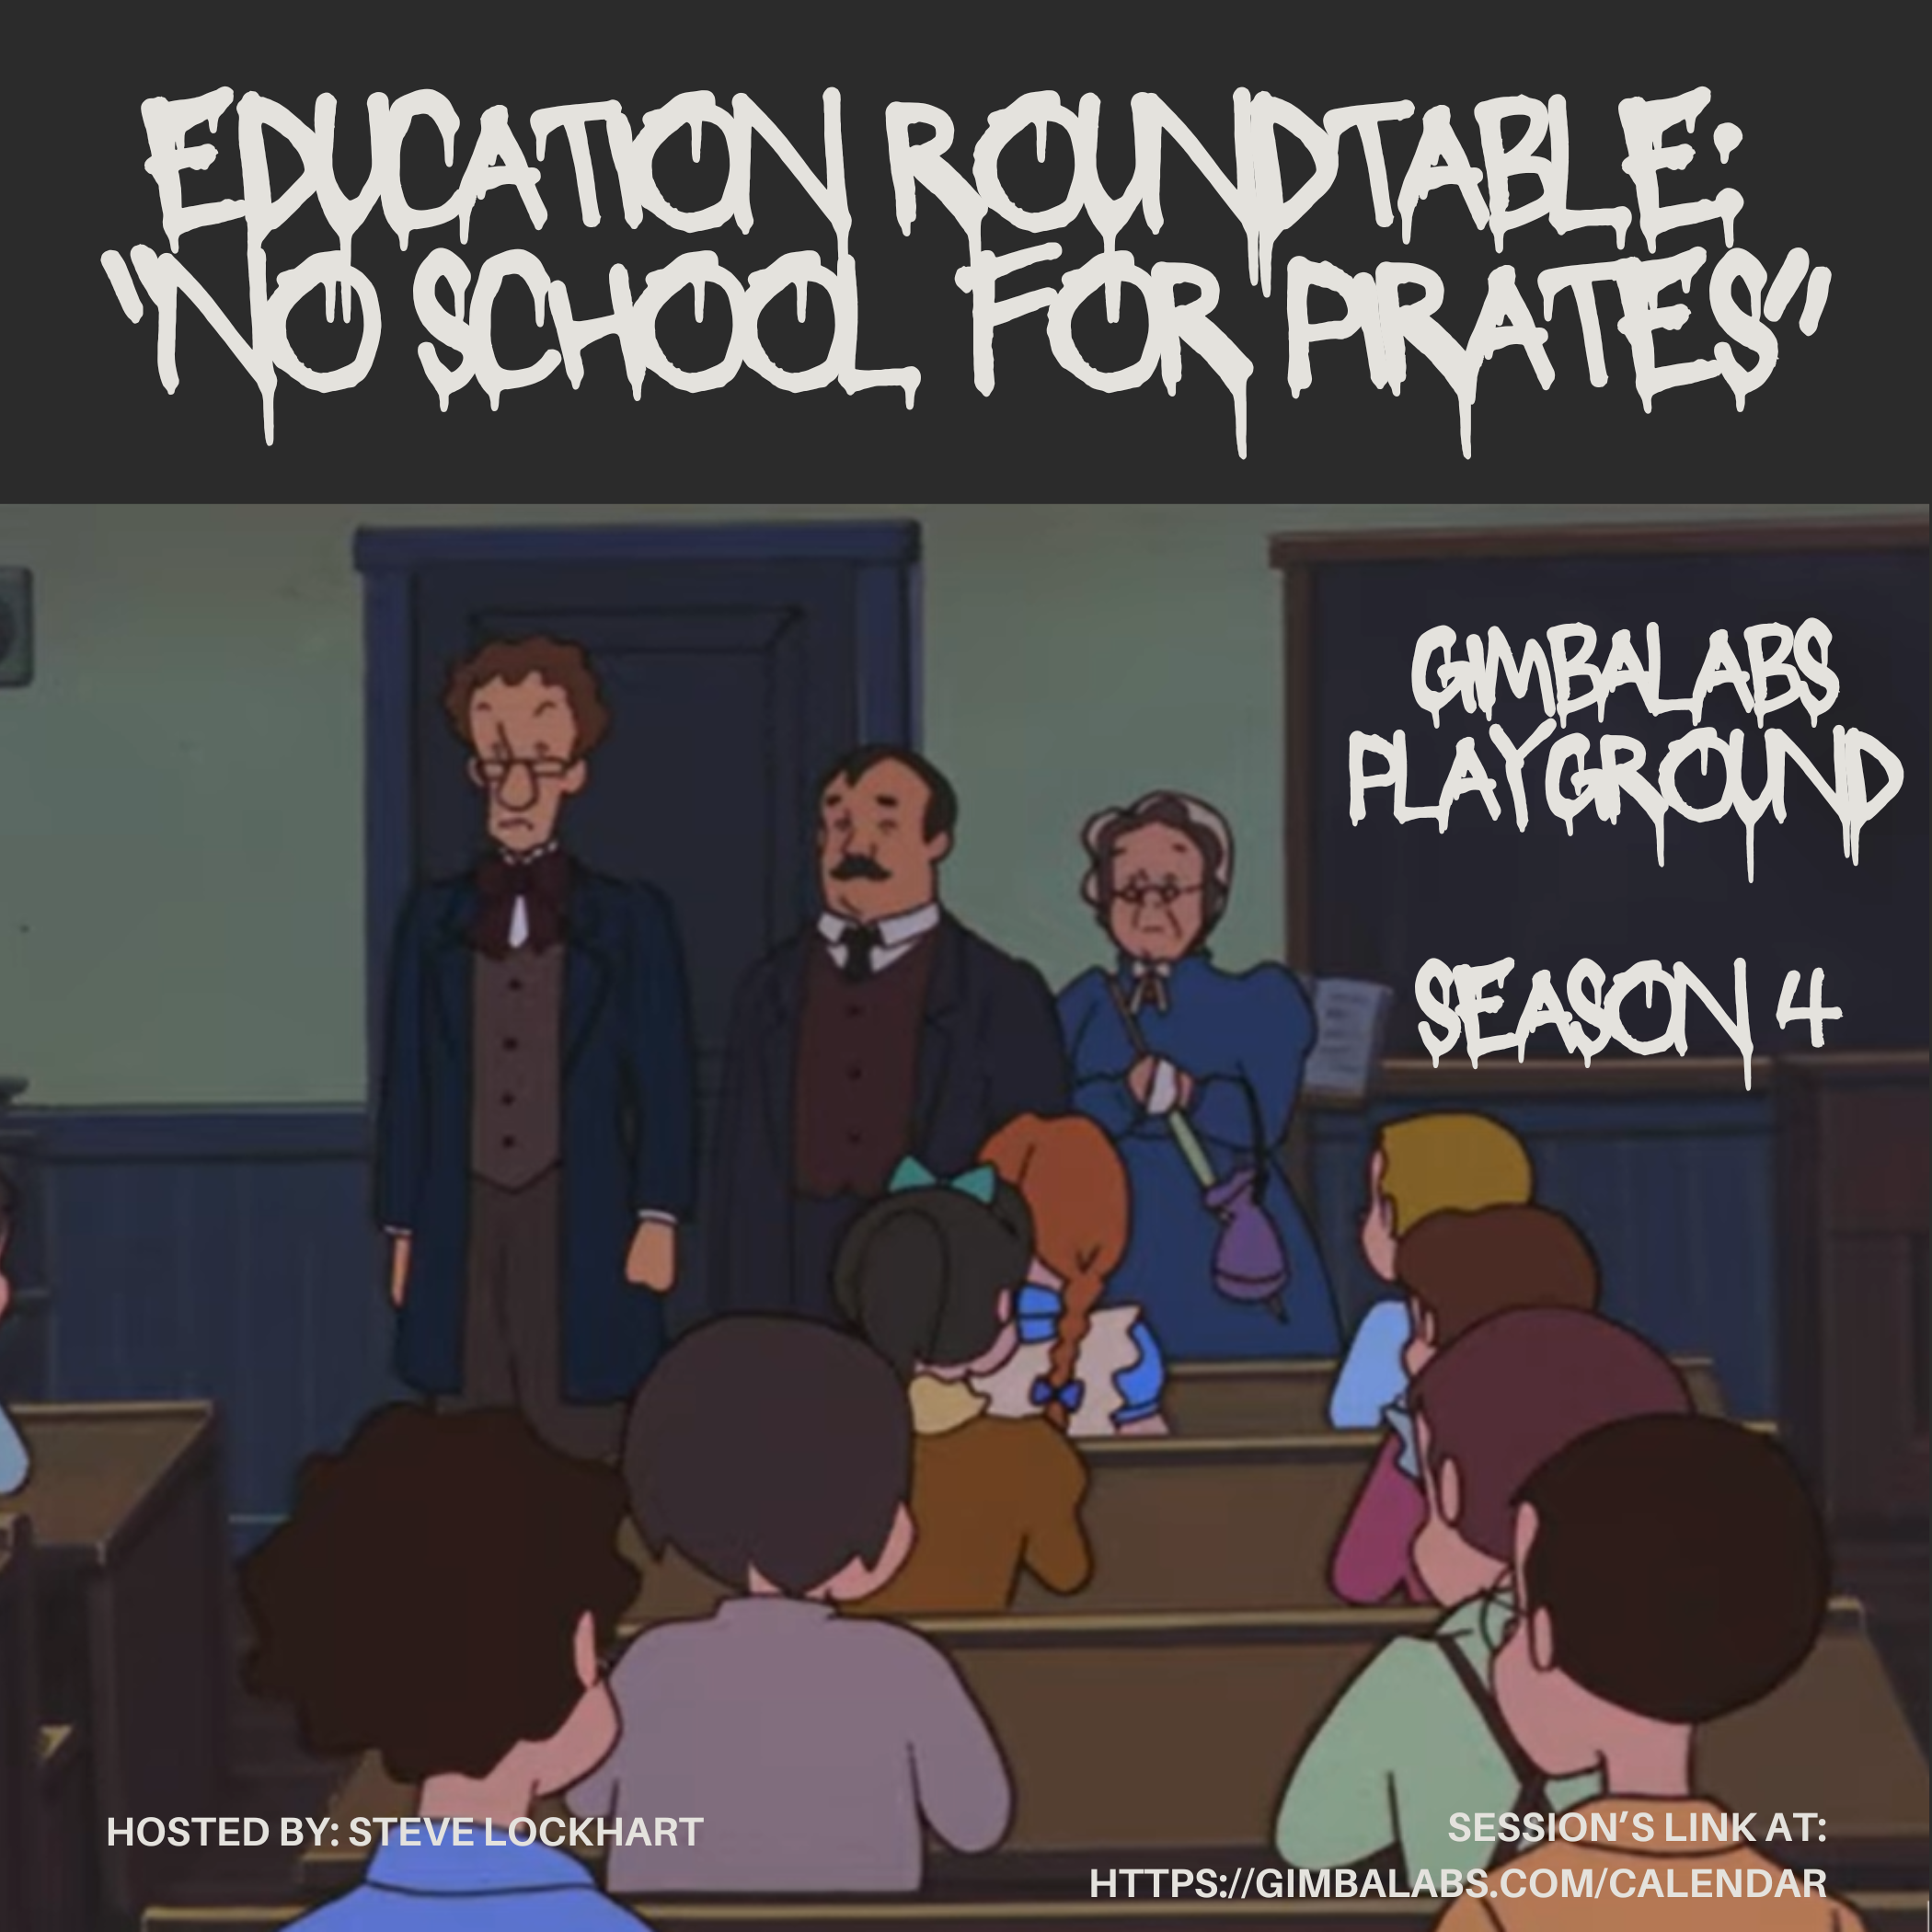 EDUCATION ROUNDTABLE:
"NO SCHOOL FOR PIRATES"
GIMBALABS
PLAYGROUND
SEASON 4
HOSTED BY: STEVE LOCKHART
SESSION'S LINK AT:
HTTPS://GIMBALABS.COM/CALENDAR